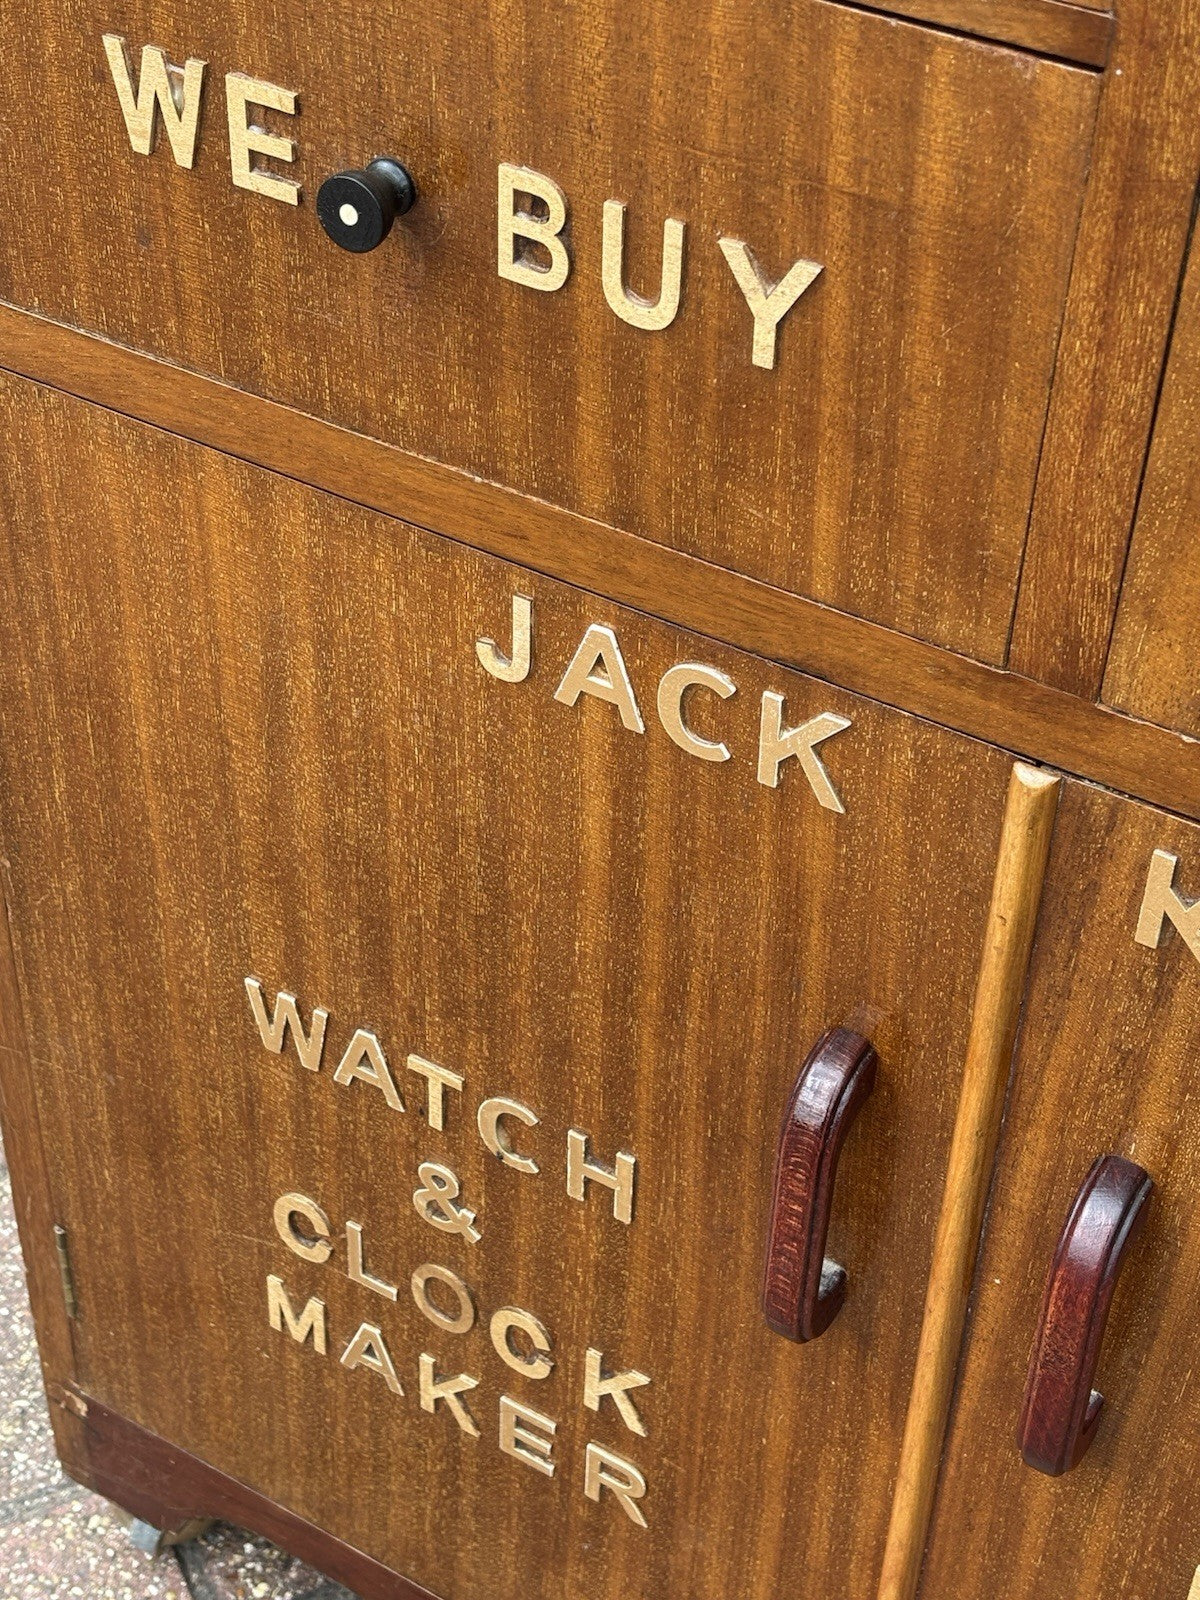 WE BUY
JACK
K
WATCH
&
CLOCK
MAKER